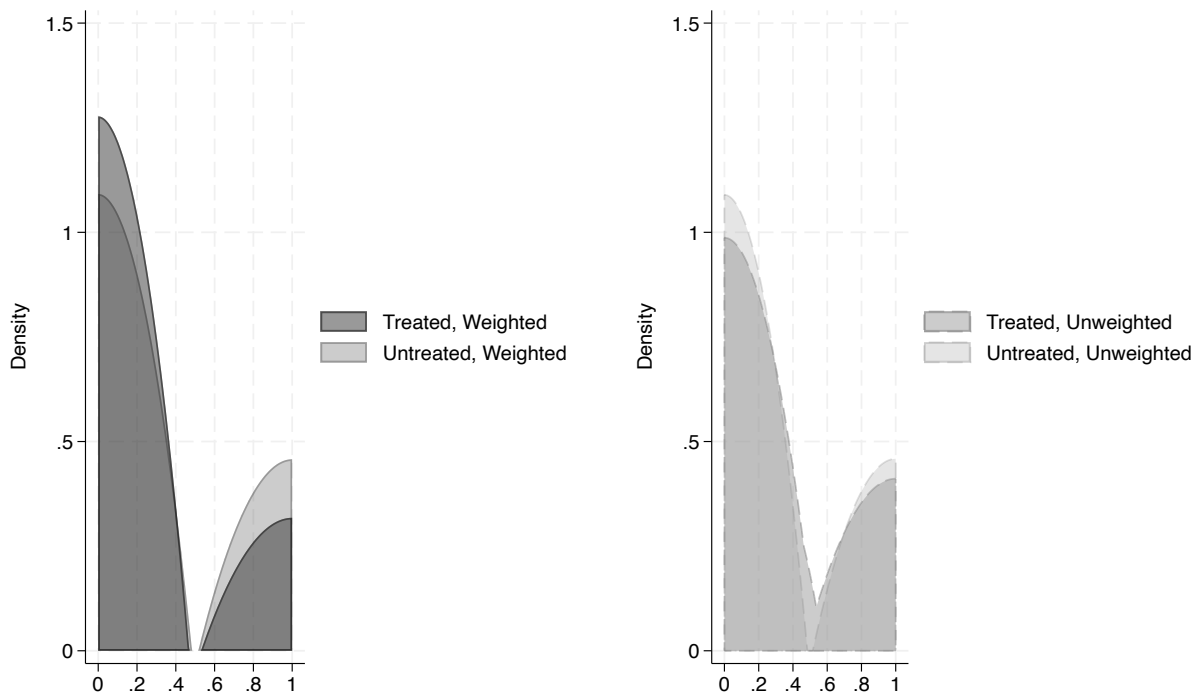 1.5
1
.5
0
Density
0 .2 .4 .6 .8 1
Treated, Weighted
Untreated, Weighted
1.5
1
.5
0
Density
0 .2 .4 .6 .8 1
Treated, Unweighted
Untreated, Unweighted